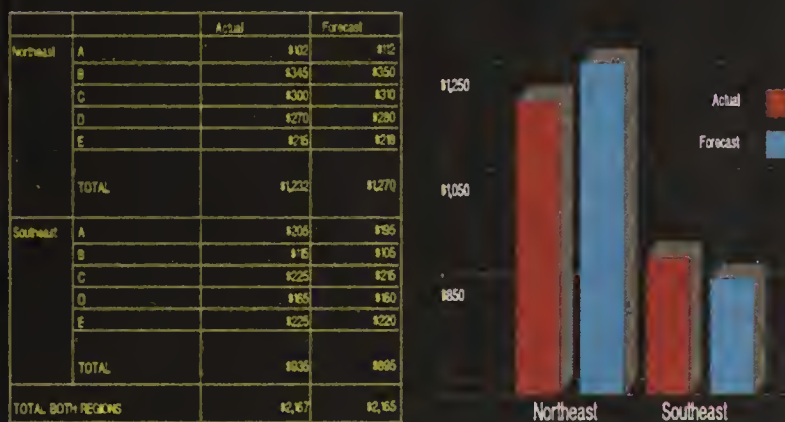 Actual Forecast
Northeast A $102 $112
B $345 $350
C $300 $310
D $270 $280
E $215 $218
TOTAL $1,232 $1,270
Southeast A $205 $195
B $115 $105
C $225 $215
D $165 $160
E $225 $220
TOTAL $935 $895
TOTAL BOTH REGIONS $2,167 $2,165
$1,250
$1,050
$850
Actual
Forecast
Northeast Southeast